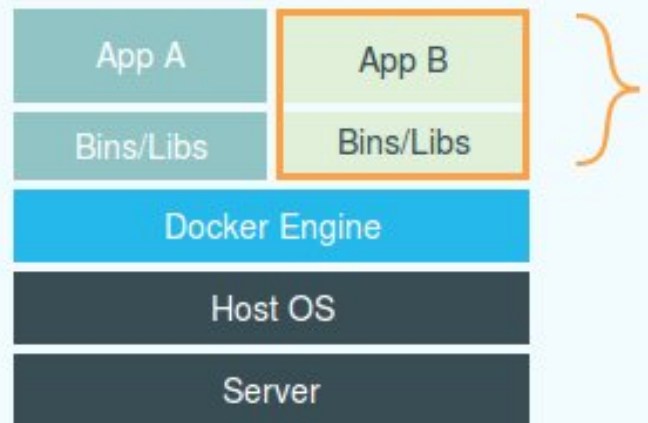 App A
App B
Bins/Libs
Bins/Libs
Docker Engine
Host OS
Server